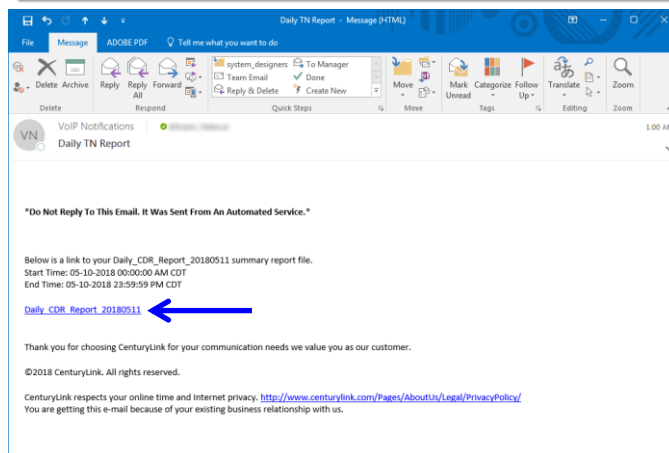 Daily TN Report - Message (HTML)
File Message ADOBE PDF Tell me what you want to do
Delete Archive Reply Reply All Forward
system_designers To Manager
Team Email Done
Reply & Delete Create New
Move Mark Unread Categorize Follow Up Translate Zoom
Delete Respond Quick Steps Move Tags Editing Zoom
VN VoIP Notifications
1:00 AM
Daily TN Report
*Do Not Reply To This Email. It Was Sent From An Automated Service.*
Below is a link to your Daily_CDR_Report_20180511 summary report file.
Start Time: 05-10-2018 00:00:00 AM CDT
End Time: 05-10-2018 23:59:59 PM CDT
Daily_CDR_Report_20180511
Thank you for choosing CenturyLink for your communication needs we value you as our customer.
©2018 CenturyLink. All rights reserved.
CenturyLink respects your online time and Internet privacy. http://www.centurylink.com/Pages/AboutUs/Legal/PrivacyPolicy/
You are getting this e-mail because of your existing business relationship with us.